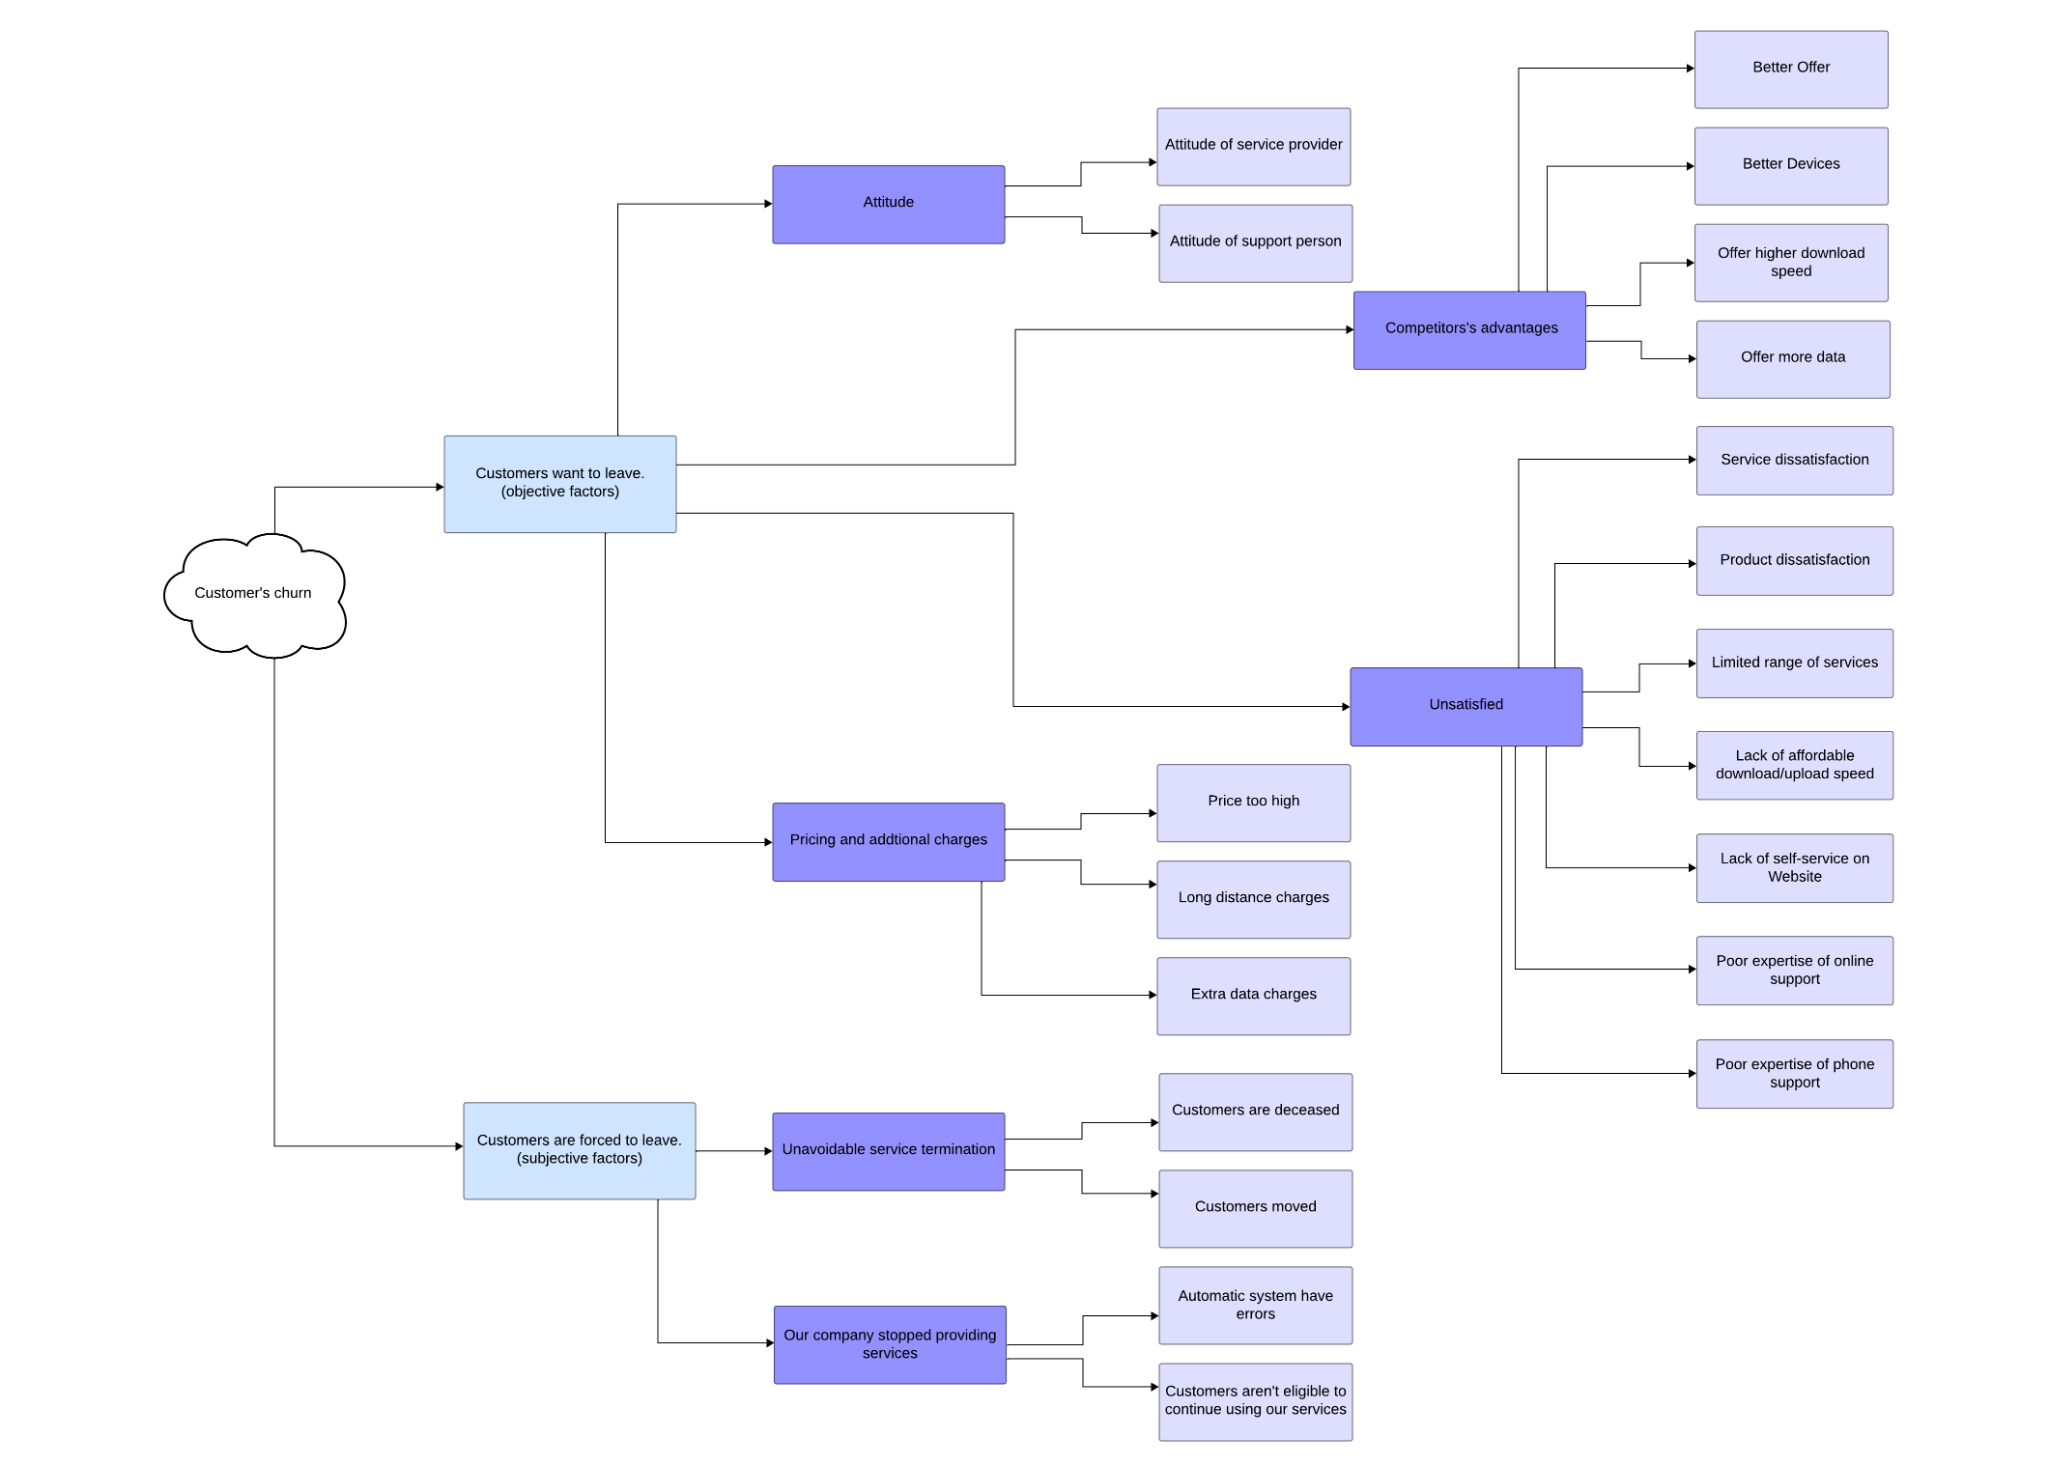 Customer's churn
Customers want to leave.
(objective factors)
Attitude
Attitude of service provider
Attitude of support person
Competitors's advantages
Better Offer
Better Devices
Offer higher download
speed
Offer more data
Unsatisfied
Service dissatisfaction
Product dissatisfaction
Limited range of services
Lack of affordable
download/upload speed
Lack of self-service on
Website
Poor expertise of online
support
Poor expertise of phone
support
Pricing and addtional charges
Price too high
Long distance charges
Extra data charges
Customers are forced to leave.
(subjective factors)
Unavoidable service termination
Customers are deceased
Customers moved
Our company stopped providing
services
Automatic system have
errors
Customers aren't eligible to
continue using our services